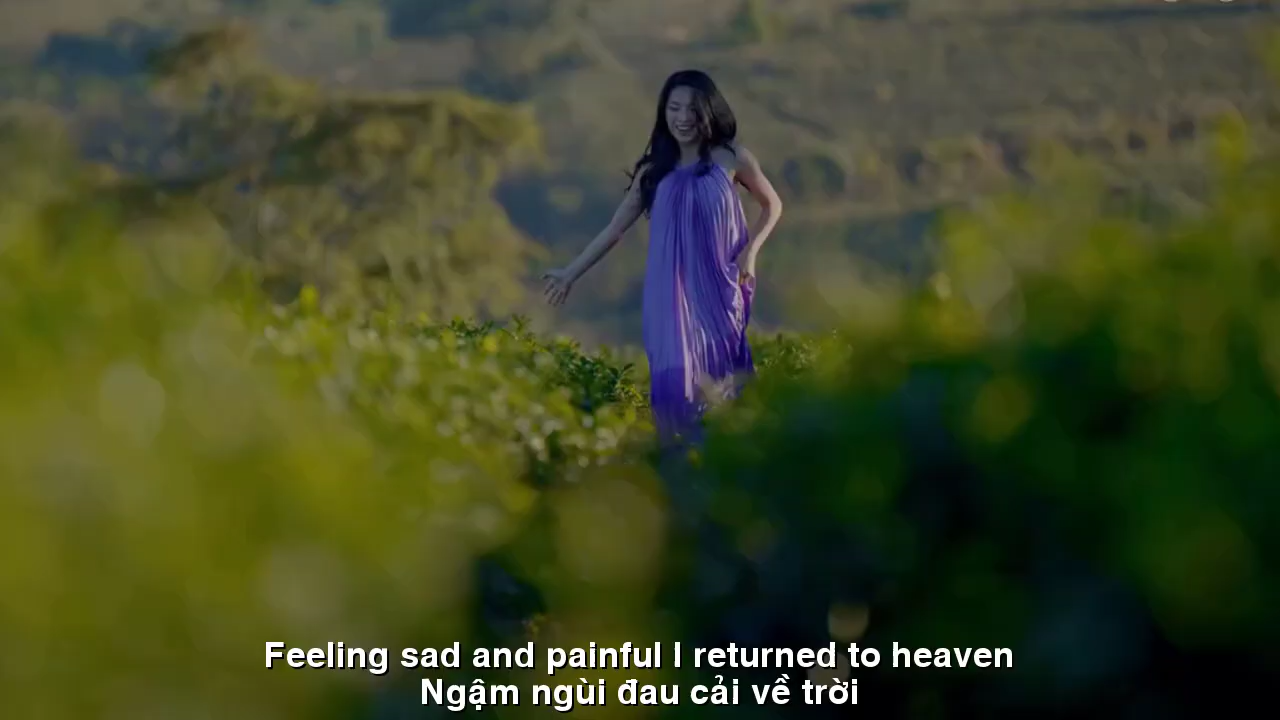 Feeling sad and painful I returned to heaven
Ngậm ngùi đau cải về trời